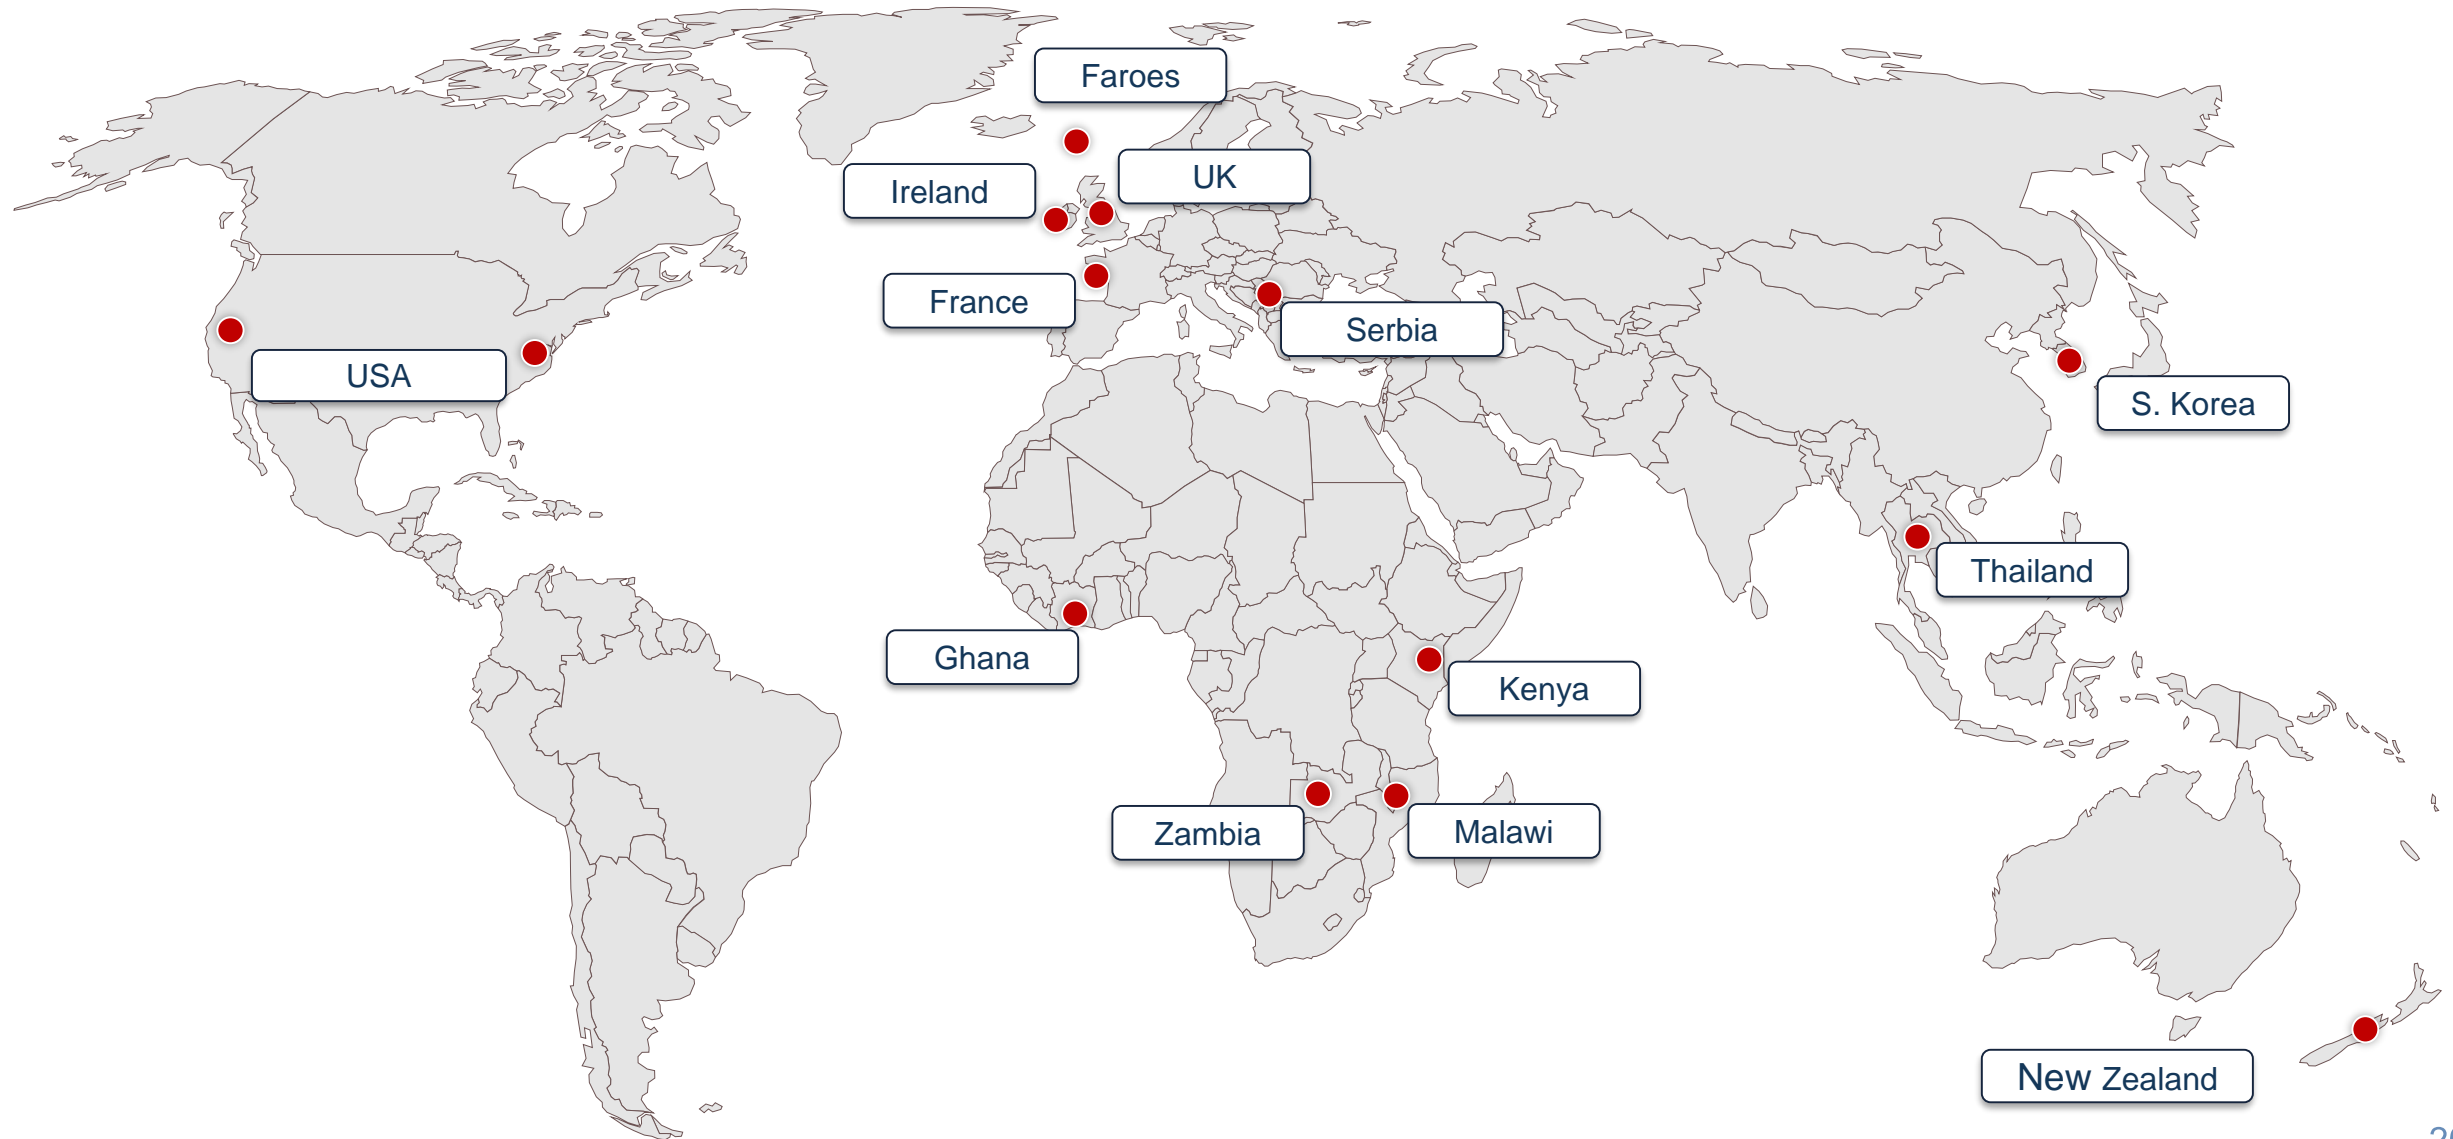 Faroes
UK
Ireland
France
Serbia
USA
S. Korea
Thailand
Ghana
Kenya
Zambia
Malawi
New Zealand